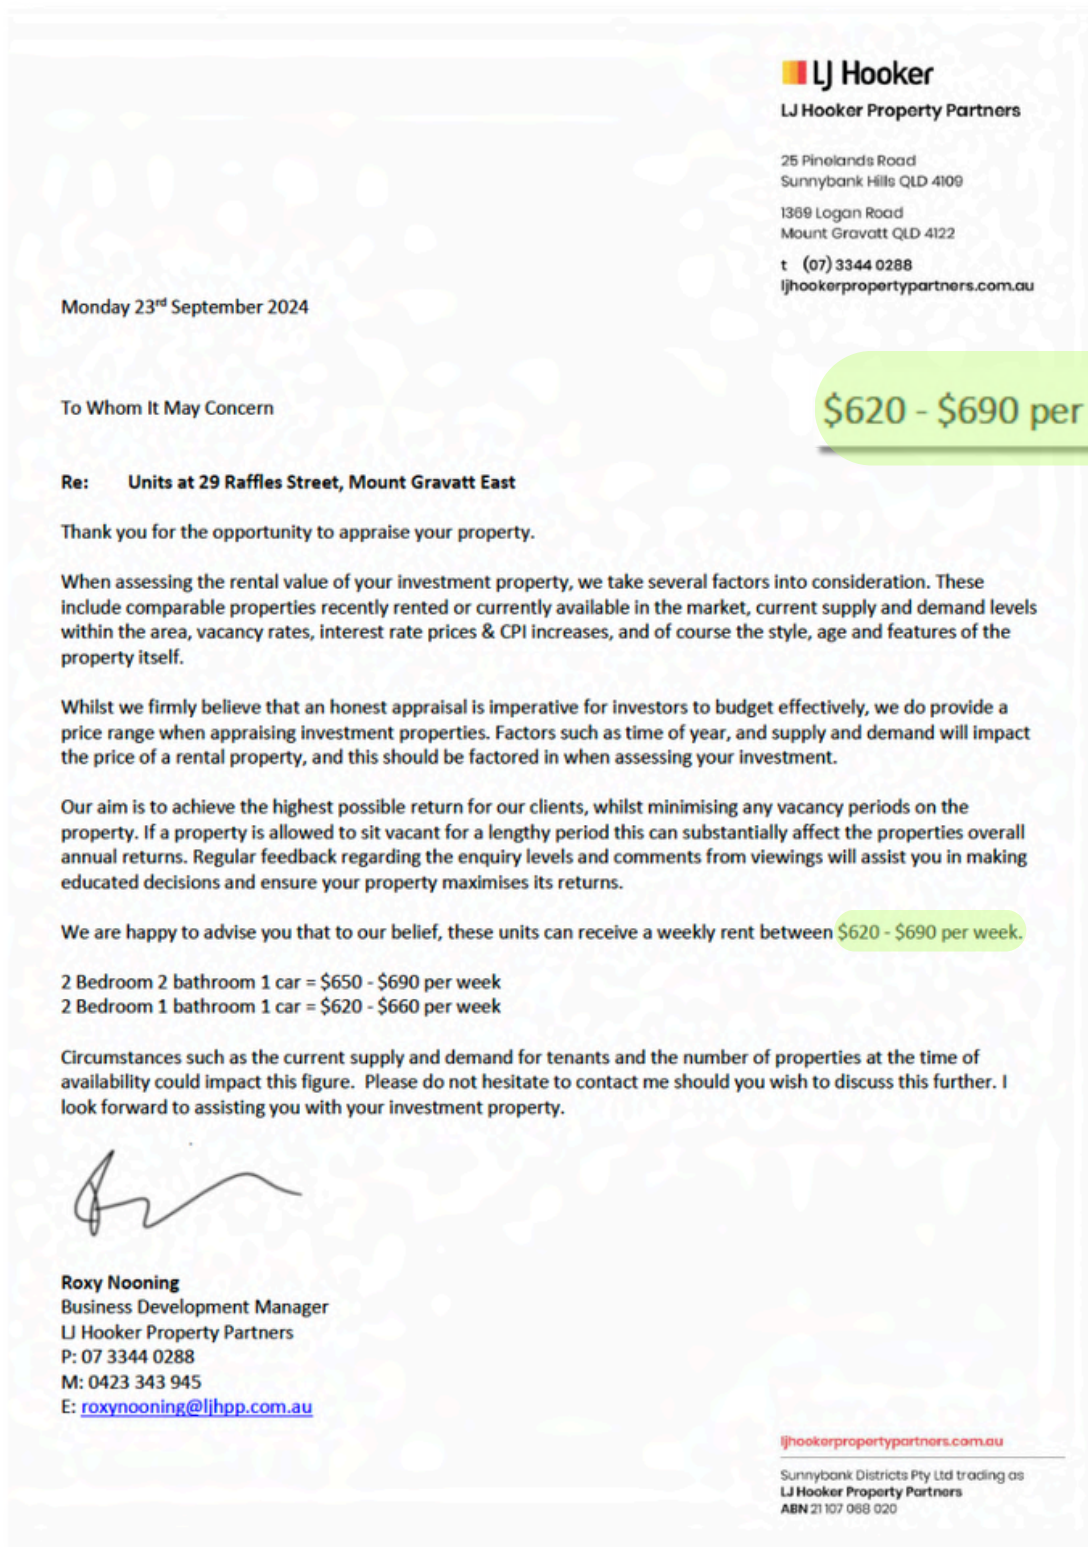 LJ Hooker
LJ Hooker Property Partners
25 Pinelands Road
Sunnybank Hills QLD 4109
1369 Logan Road
Mount Gravatt QLD 4122
t (07) 3344 0288
ljhookerpropertypartners.com.au
Monday 23rd September 2024
To Whom It May Concern
$620 - $690 per
Re: Units at 29 Raffles Street, Mount Gravatt East
Thank you for the opportunity to appraise your property.
When assessing the rental value of your investment property, we take several factors into consideration. These
include comparable properties recently rented or currently available in the market, current supply and demand levels
within the area, vacancy rates, interest rate prices & CPI increases, and of course the style, age and features of the
property itself.
Whilst we firmly believe that an honest appraisal is imperative for investors to budget effectively, we do provide a
price range when appraising investment properties. Factors such as time of year, and supply and demand will impact
the price of a rental property, and this should be factored in when assessing your investment.
Our aim is to achieve the highest possible return for our clients, whilst minimising any vacancy periods on the
property. If a property is allowed to sit vacant for a lengthy period this can substantially affect the properties overall
annual returns. Regular feedback regarding the enquiry levels and comments from viewings will assist you in making
educated decisions and ensure your property maximises its returns.
We are happy to advise you that to our belief, these units can receive a weekly rent between $620 - $690 per week.
2 Bedroom 2 bathroom 1 car = $650 - $690 per week
2 Bedroom 1 bathroom 1 car = $620 - $660 per week
Circumstances such as the current supply and demand for tenants and the number of properties at the time of
availability could impact this figure. Please do not hesitate to contact me should you wish to discuss this further. I
look forward to assisting you with your investment property.
Roxy Nooning
Business Development Manager
LJ Hooker Property Partners
P: 07 3344 0288
M: 0423 343 945
E: roxynooning@ljhpp.com.au
ljhookerpropertypartners.com.au
Sunnybank Districts Pty Ltd trading as
LJ Hooker Property Partners
ABN 21 107 068 020